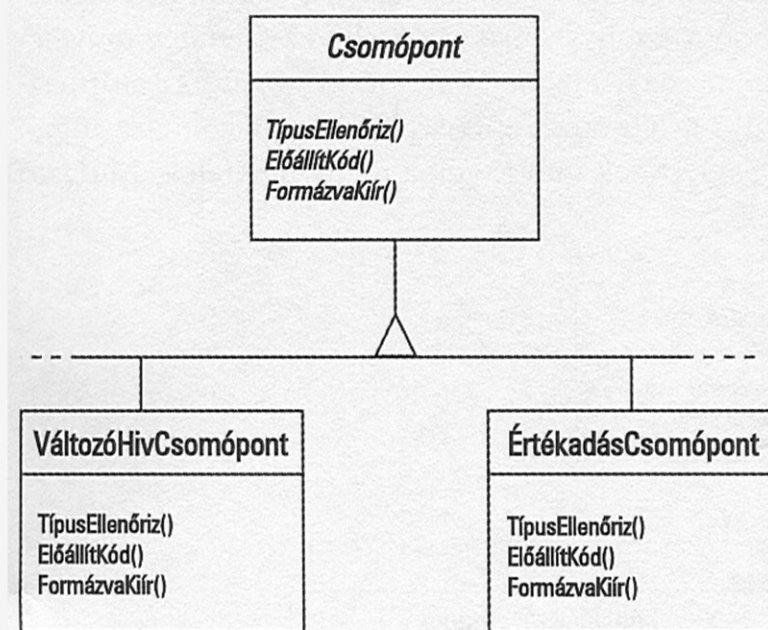 Csomópont
TípusEllenőriz()
ElőállítKód()
FormázvaKiír()
VáltozóHivCsomópont
TípusEllenőriz()
ElőállítKód()
FormázvaKiír()
ÉrtékadásCsomópont
TípusEllenőriz()
ElőállítKód()
FormázvaKiír()